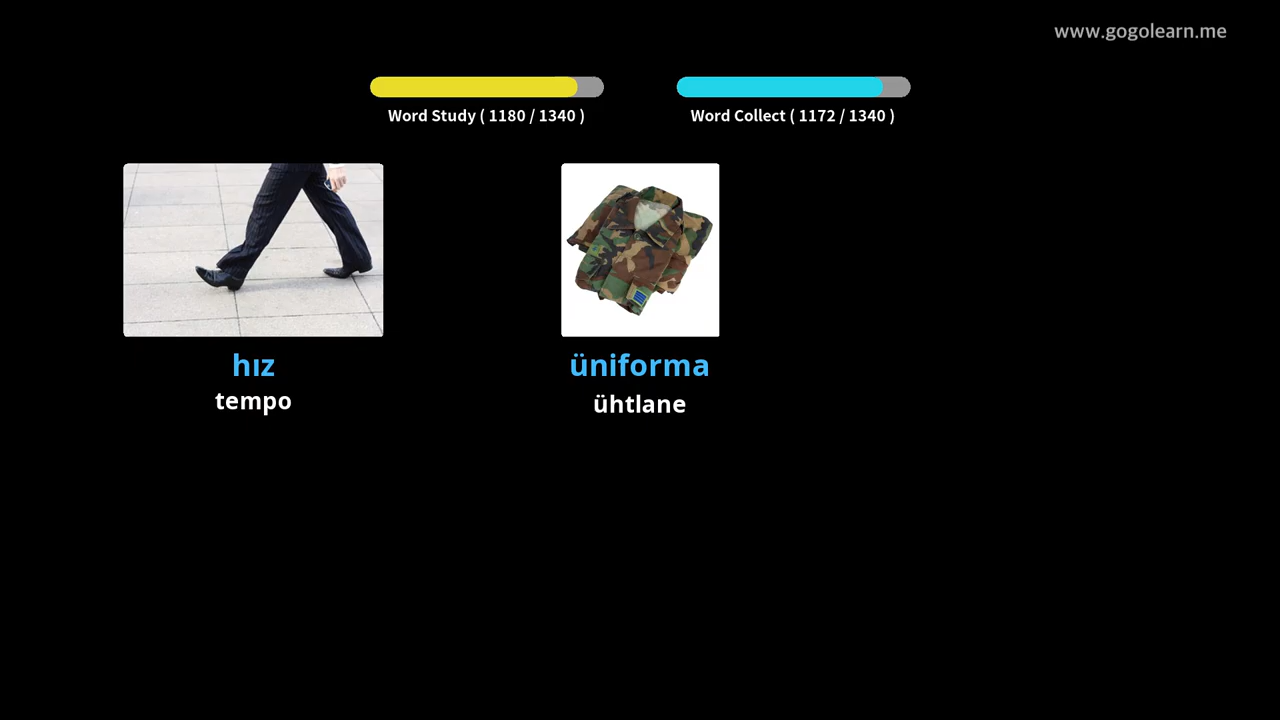 www.gogolearn.me
Word Study ( 1180 / 1340 )
Word Collect ( 1172 / 1340 )
hız
tempo
üniforma
ühtlane